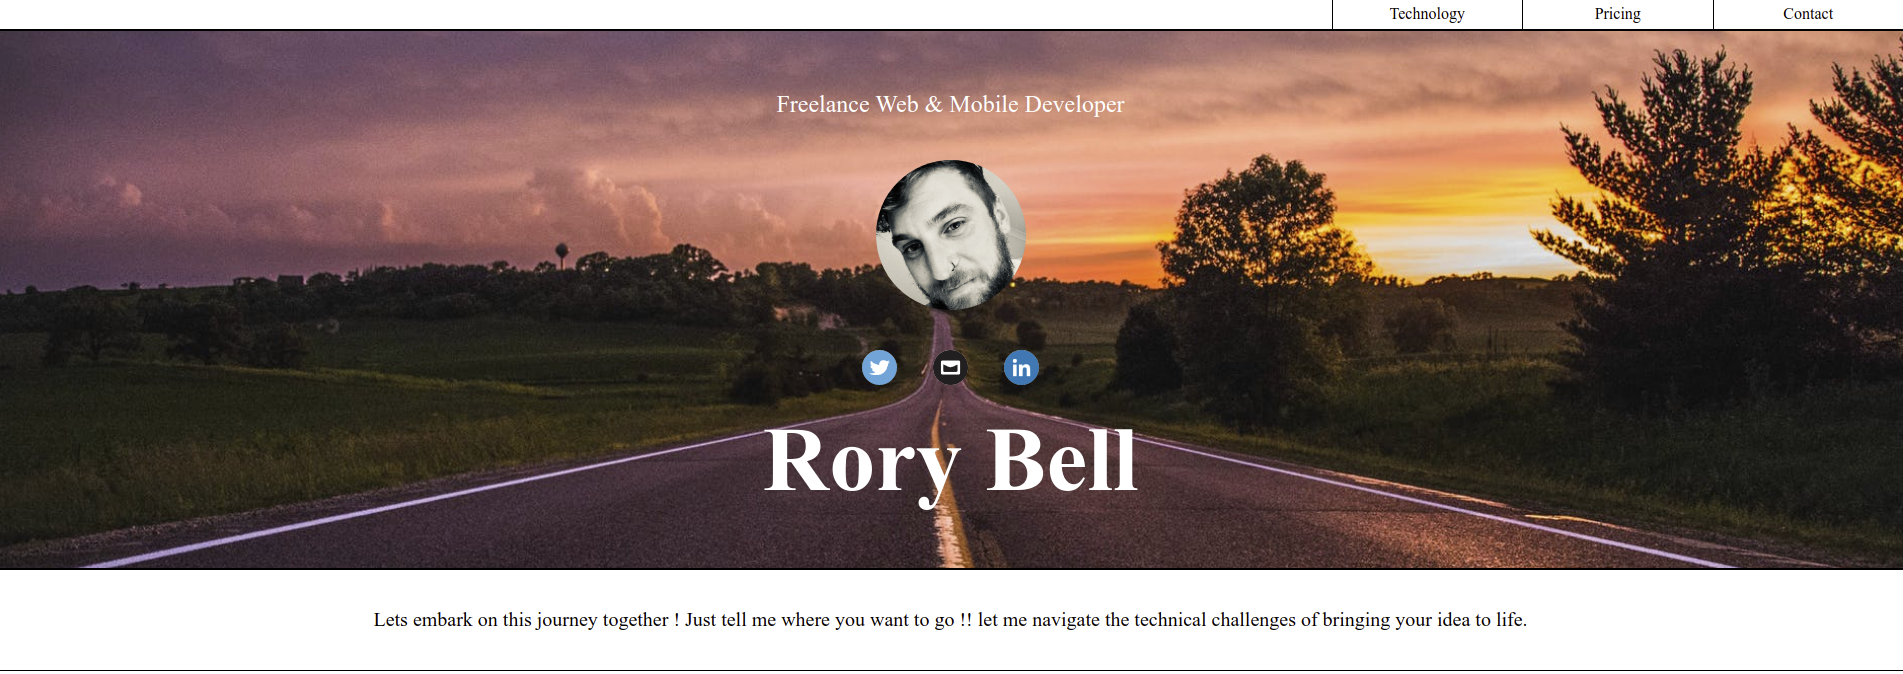 Technology
Pricing
Contact
Freelance Web & Mobile Developer
in
Rory Bell
Lets embark on this journey together ! Just tell me where you want to go !! let me navigate the technical challenges of bringing your idea to life.